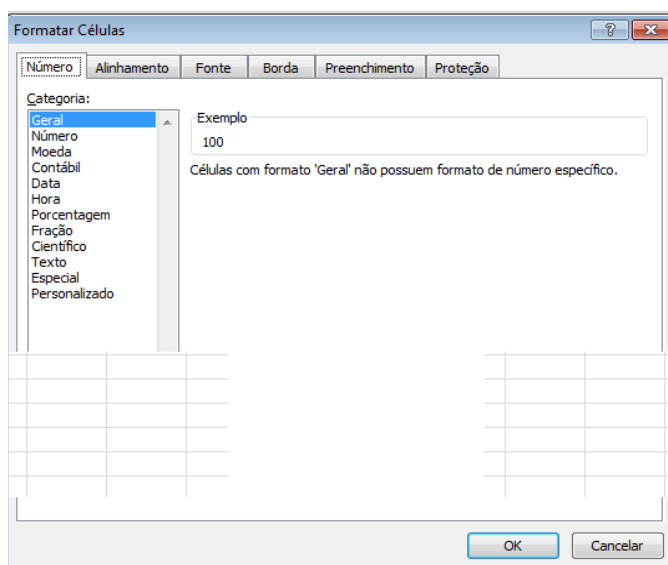 Formatar Células
Número Alinhamento Fonte Borda Preenchimento Proteção
Categoria:
Geral
Número
Moeda
Contábil
Data
Hora
Porcentagem
Fração
Científico
Texto
Especial
Personalizado
Exemplo
100
Células com formato 'Geral' não possuem formato de número específico.
OK Cancelar